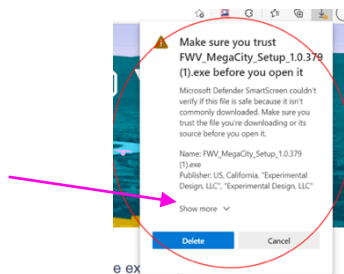 Make sure you trust
FWV_MegaCity_Setup_1.0.379
(1).exe before you open it
Microsoft Defender SmartScreen couldn't
verify if this file is safe because it isn't
commonly downloaded. Make sure you
trust the file you're downloading or its
source before you open it.
Name: FWV_MegaCity_Setup_1.0.379
(1).exe
Publisher: US, California, "Experimental
Design, LLC", "Experimental Design, LLC"
Show more
Delete
Cancel
e ex